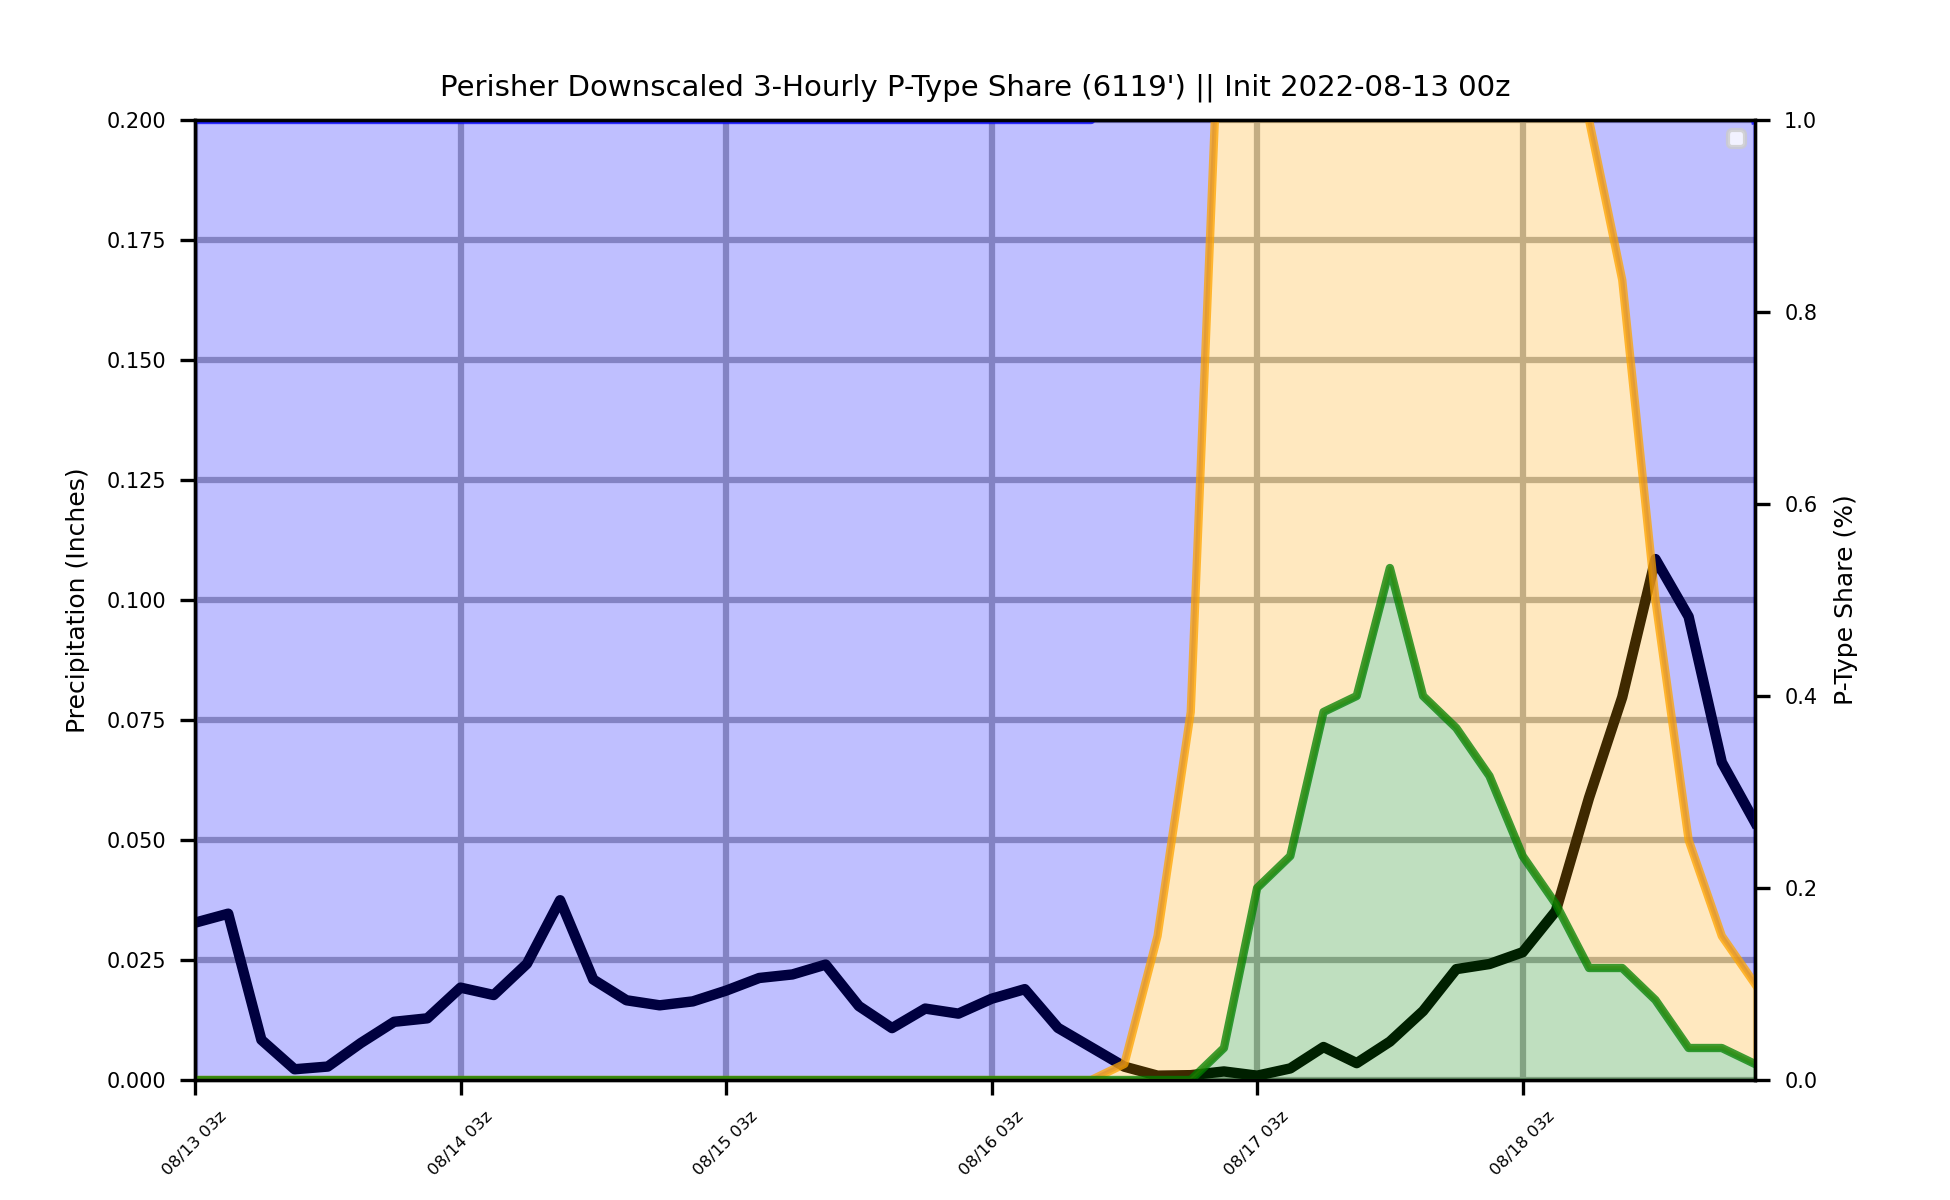 Perisher Downscaled 3-Hourly P-Type Share (6119') || Init 2022-08-13 00z
0.200
0.175
0.150
0.125
0.100
0.075
0.050
0.025
0.000
Precipitation (Inches)
1.0
0.8
0.6
0.4
0.2
0.0
P-Type Share (%)
08/13 03z
08/14 03z
08/15 03z
08/16 03z
08/17 03z
08/18 03z